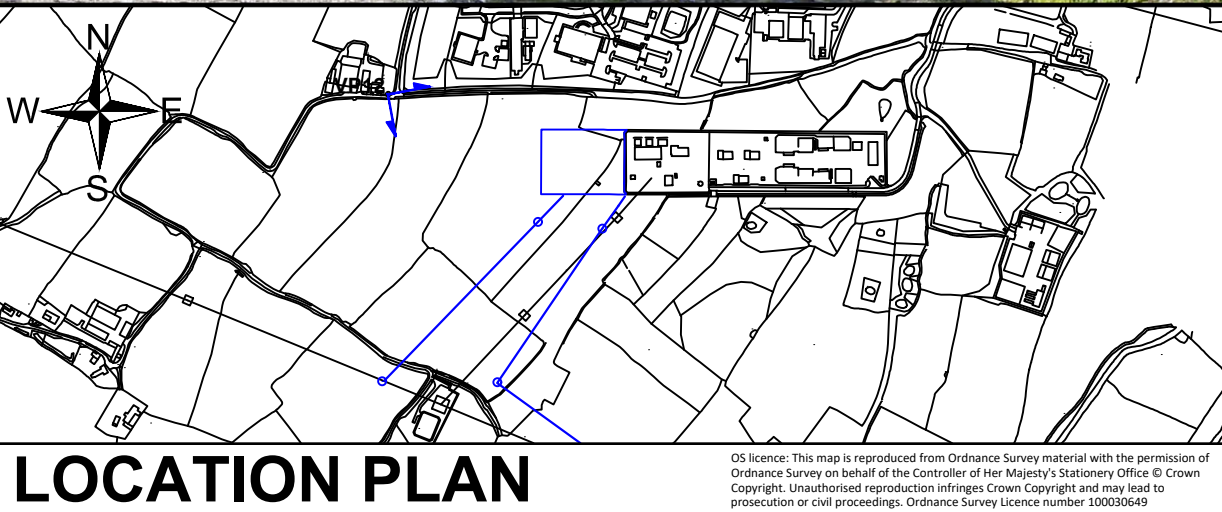 N
W E
S
VP12
LOCATION PLAN
OS licence: This map is reproduced from Ordnance Survey material with the permission of
Ordnance Survey on behalf of the Controller of Her Majesty's Stationery Office © Crown
Copyright. Unauthorised reproduction infringes Crown Copyright and may lead to
prosecution or civil proceedings. Ordnance Survey Licence number 100030649